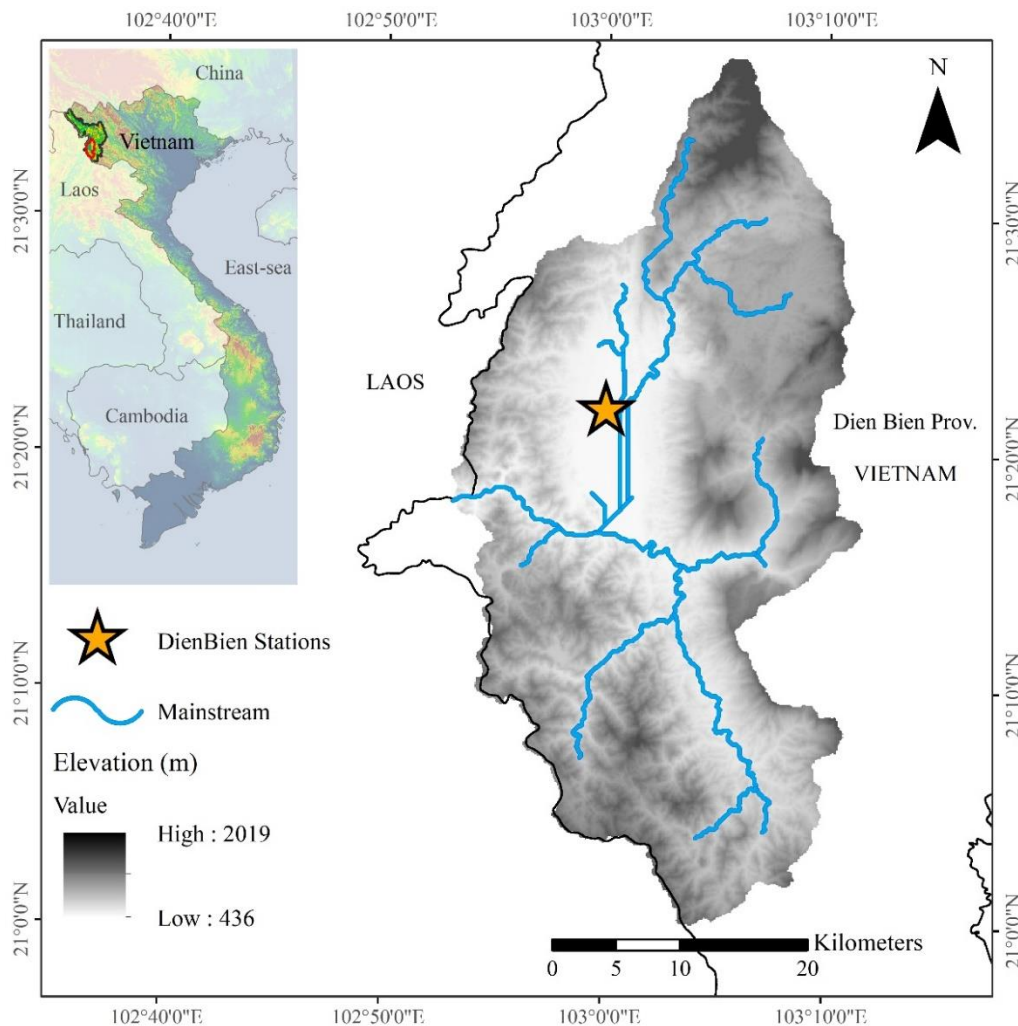 102°40'0"E
102°50'0"E
103°0'0"E
103°10'0"E
China
Vietnam
Laos
East-sea
Thailand
Cambodia
N
21°30'0"N
21°30'0"N
LAOS
Dien Bien Prov.
VIETNAM
21°20'0"N
21°20'0"N
DienBien Stations
Mainstream
21°10'0"N
21°10'0"N
Elevation (m)
Value
High : 2019
Low : 436
21°0'0"N
21°0'0"N
Kilometers
0 5 10 20
102°40'0"E
102°50'0"E
103°0'0"E
103°10'0"E